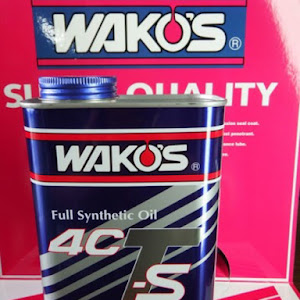 WAKO'S®
QUALITY
WAKO'S®
Full Synthetic Oil
4CT-S